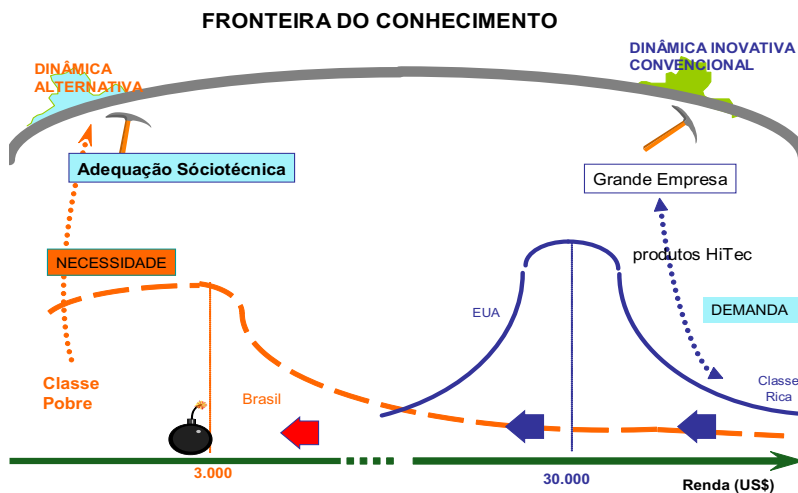 FRONTEIRA DO CONHECIMENTO
DINÂMICA
ALTERNATIVA
DINÂMICA INOVATIVA
CONVENCIONAL
Adequação Sóciotécnica
Grande Empresa
NECESSIDADE
produtos HiTec
EUA
DEMANDA
Classe
Pobre
Brasil
Classe
Rica
3.000
30.000
Renda (US$)